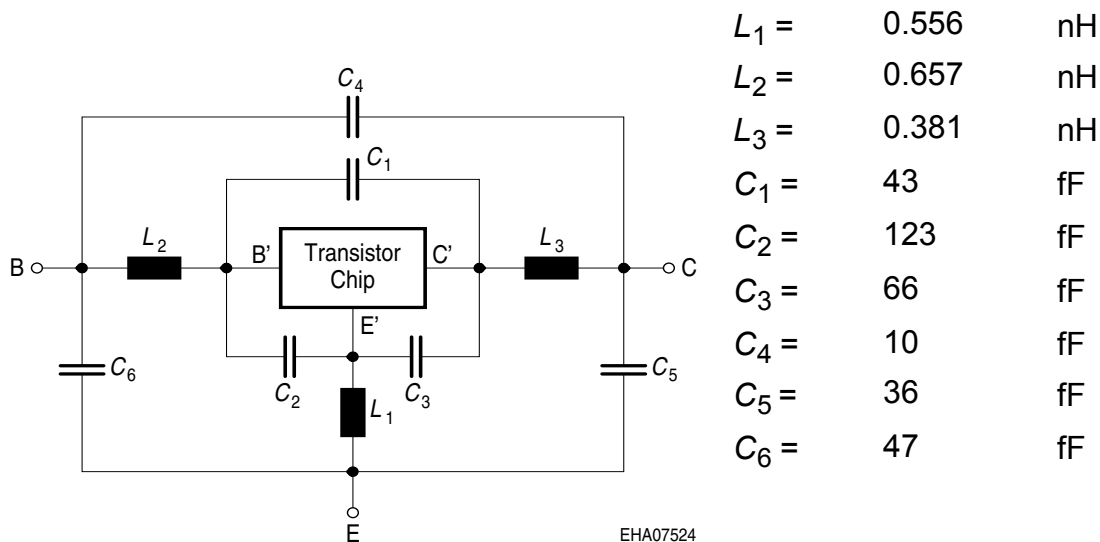 C4
C1
L2
B'
Transistor
Chip
C'
L3
B
C
E'
C6
C2
L1
C3
C5
E
EHA07524
L1 = 0.556 nH
L2 = 0.657 nH
L3 = 0.381 nH
C1 = 43 fF
C2 = 123 fF
C3 = 66 fF
C4 = 10 fF
C5 = 36 fF
C6 = 47 fF